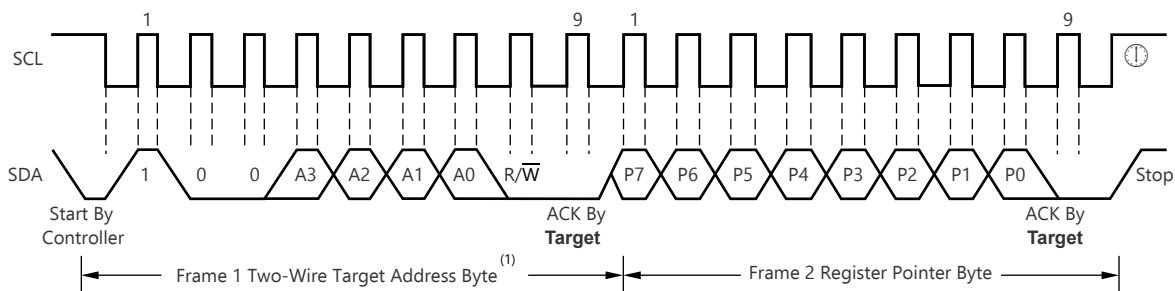 1 9 1 9
SCL
SDA 1 0 0 A3 A2 A1 A0 R/W̅ P7 P6 P5 P4 P3 P2 P1 P0 Stop
Start By ACK By ACK By
Controller Target Target
Frame 1 Two-Wire Target Address Byte(1) Frame 2 Register Pointer Byte